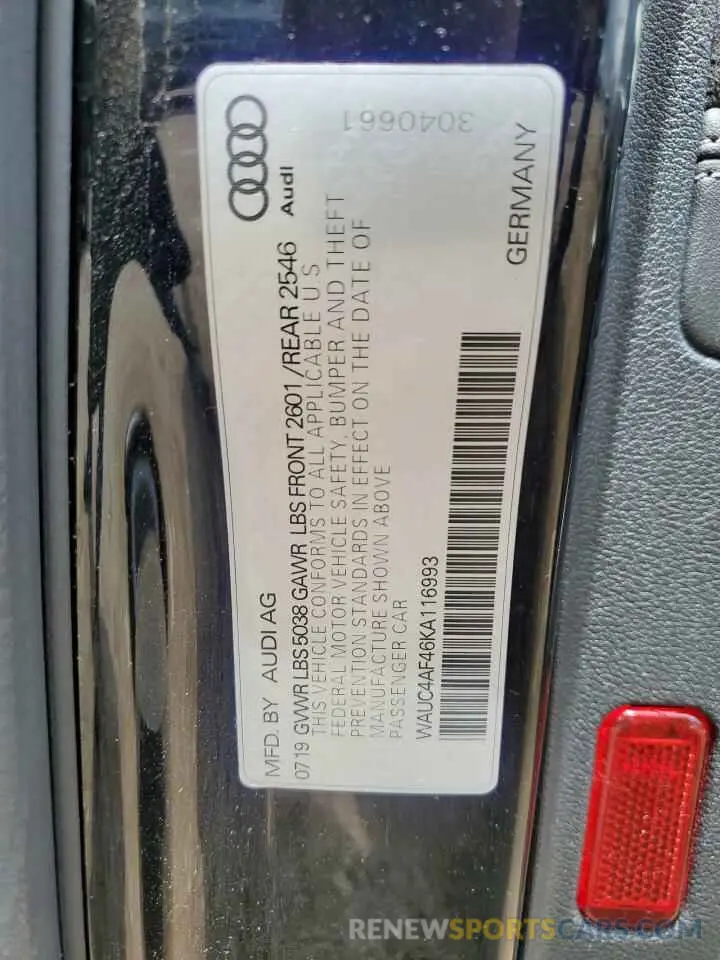 Audi
3040661
MFD. BY AUDI AG
0719 GVWR LBS 5038 GAWR LBS FRONT 2601 /REAR 2546
THIS VEHICLE CONFORMS TO ALL APPLICABLE U S
FEDERAL MOTOR VEHICLE SAFETY, BUMPER AND THEFT
PREVENTION STANDARDS IN EFFECT ON THE DATE OF
MANUFACTURE SHOWN ABOVE
PASSENGER CAR
WAUC4AF46KA116993
GERMANY
RENEWSPORTSCARS.COM